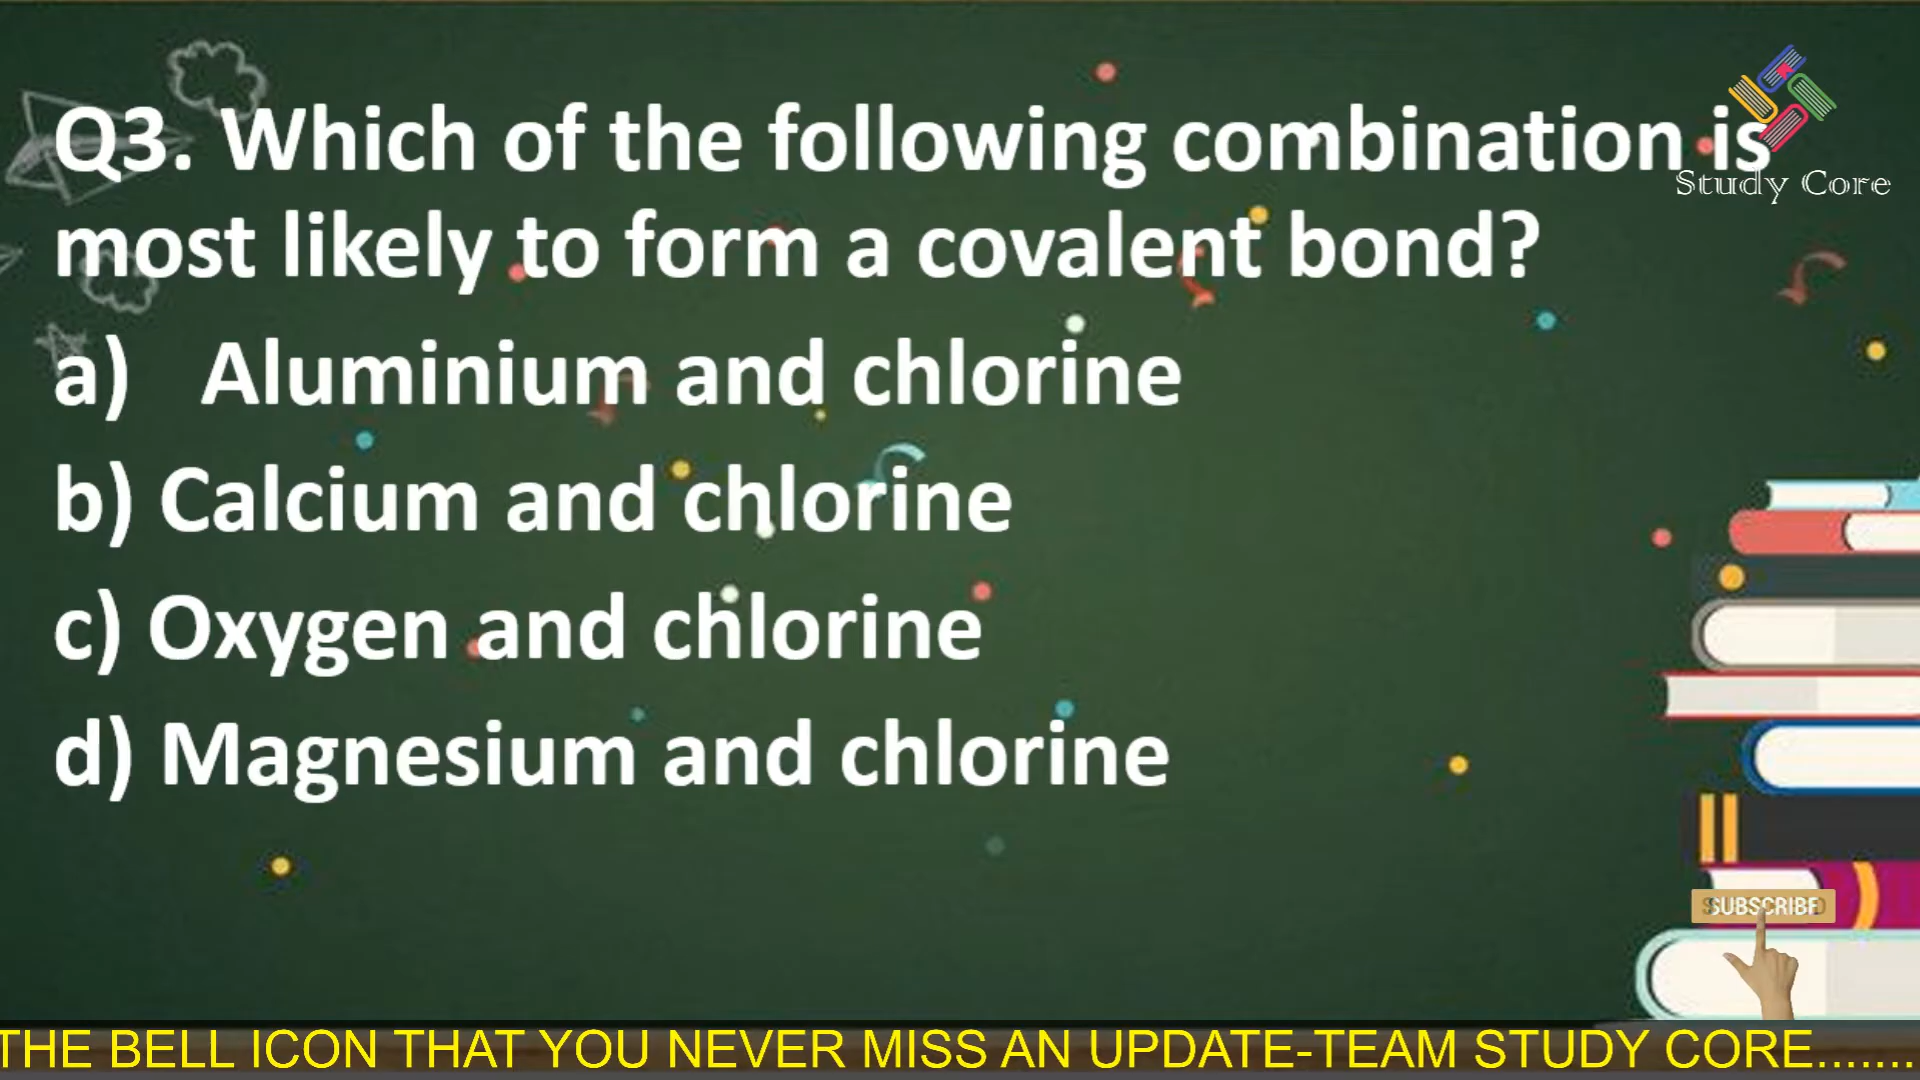 Q3. Which of the following combination is
Study Core
most likely to form a covalent bond?
a) Aluminium and chlorine
b) Calcium and chlorine
c) Oxygen and chlorine
d) Magnesium and chlorine
SUBSCRIBE
THE BELL ICON THAT YOU NEVER MISS AN UPDATE-TEAM STUDY CORE.......